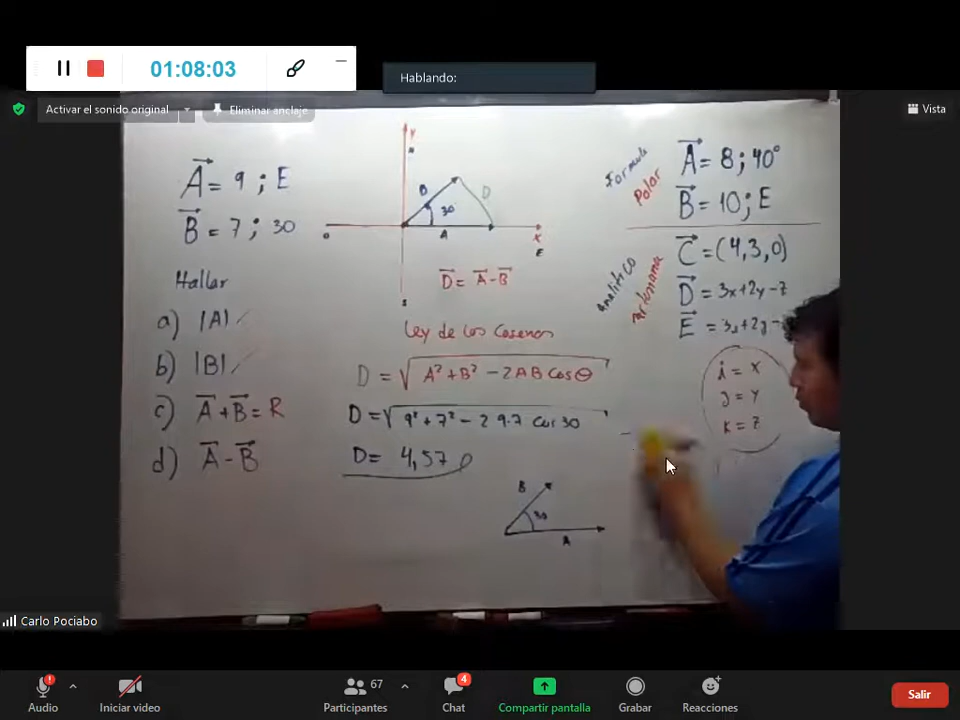 01:08:03
Hablando:
Activar el sonido original
Eliminar anclaje
Vista
A = 9 ; E
B = 7 ; 30
Hallar
a) |A| ✓
b) |B| ✓
c) A + B = R
d) A - B
Y
B
D
30
A
X
E
S
D = A - B
Ley de los Cosenos
D = √A² + B² - 2AB Cos θ
D = √9² + 7² - 2 9.7 Cos 30
D = 4,57
B
30
A
Formula
Polar
A = 8 ; 40°
B = 10 ; E
Analitico
C = (4, 3, 0)
D = 3x+2y-z
E = 3x+2y-
i = X
j = Y
K = Z
Carlo Pociabo
Audio
Iniciar video
67
Participantes
4
Chat
Compartir pantalla
Grabar
Reacciones
Salir